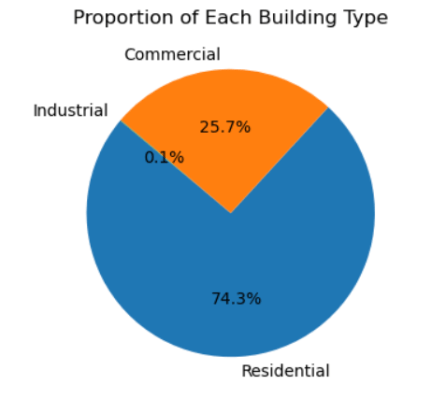 Proportion of Each Building Type
Commercial
Industrial
25.7%
0.1%
74.3%
Residential